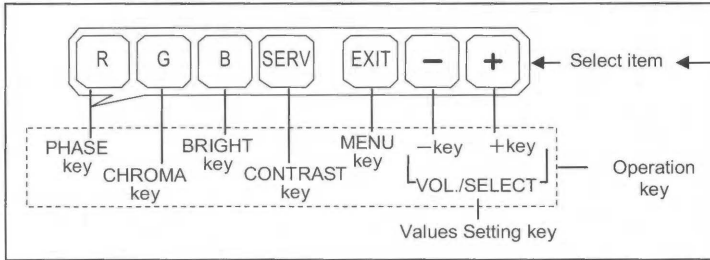 R G B SERV EXIT − +
Select item
PHASE key
CHROMA key
BRIGHT key
CONTRAST key
MENU key
−key +key
VOL./SELECT
Operation key
Values Setting key